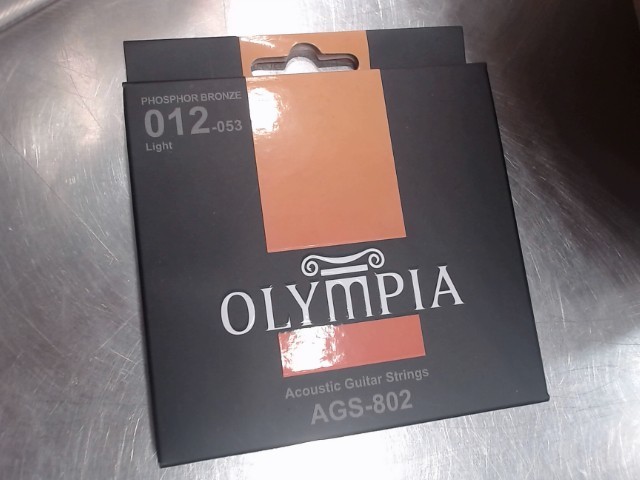 PHOSPHOR BRONZE
012-053
Light
OLYMPIA
Acoustic Guitar Strings
AGS-802